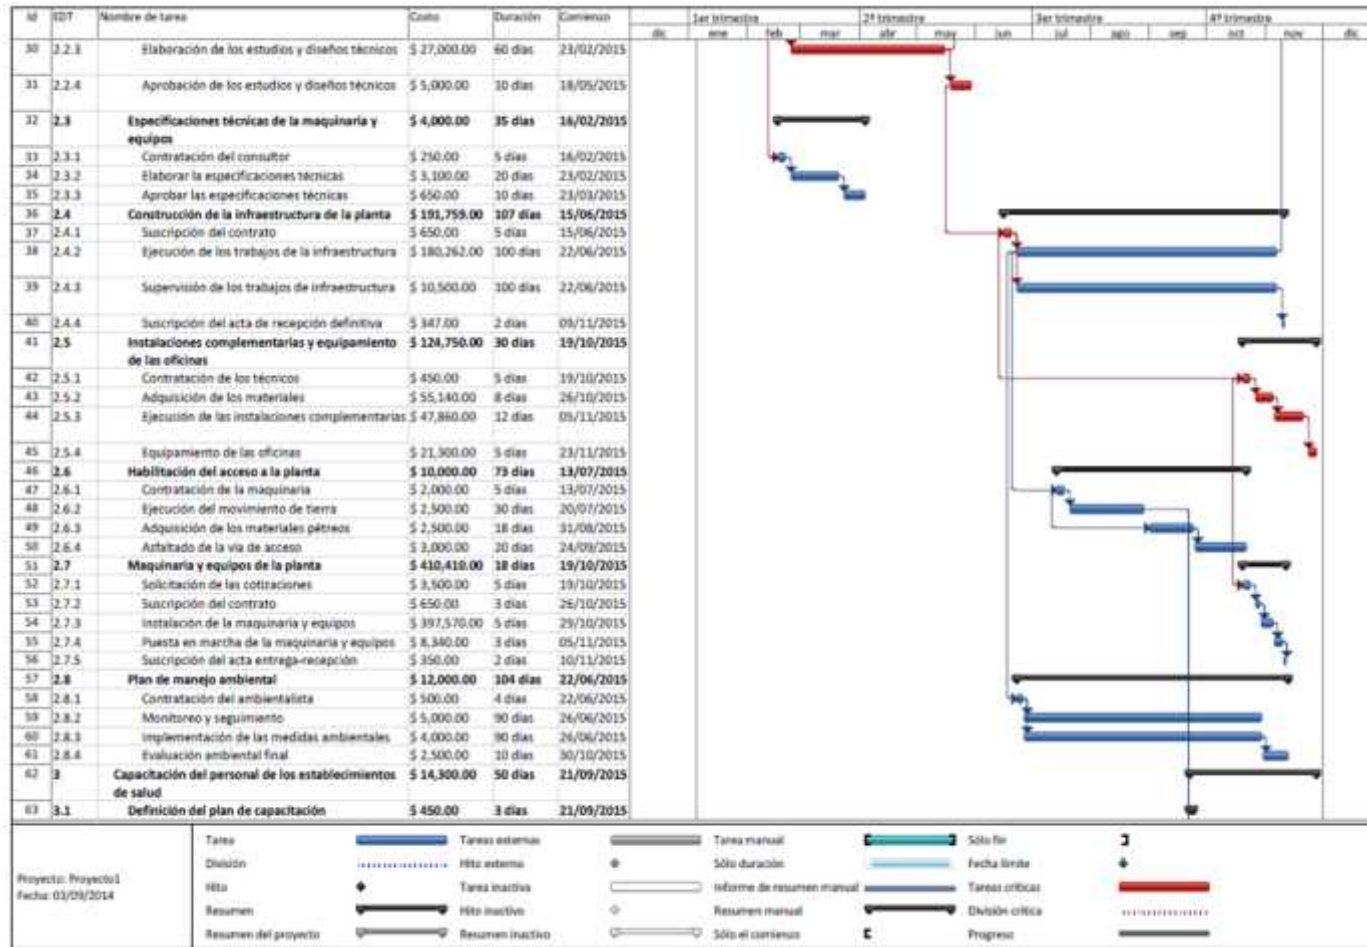 Id EDT Nombre de tarea Costo Duración Comienzo 1er trimestre 2º trimestre 3er trimestre 4º trimestre
dic ene feb mar abr may jun jul ago sep oct nov dic
30 2.2.3 Elaboración de los estudios y diseños técnicos $ 27,000.00 60 días 23/02/2015
31 2.2.4 Aprobación de los estudios y diseños técnicos $ 5,000.00 10 días 18/05/2015
32 2.3 Especificaciones técnicas de la maquinaria y $ 4,000.00 35 días 16/02/2015
equipos
33 2.3.1 Contratación del consultor $ 250.00 5 días 16/02/2015
34 2.3.2 Elaborar la especificaciones técnicas $ 3,100.00 20 días 23/02/2015
35 2.3.3 Aprobar las especificaciones técnicas $ 650.00 10 días 23/03/2015
36 2.4 Construcción de la infraestructura de la planta $ 191,759.00 107 días 15/06/2015
37 2.4.1 Suscripción del contrato $ 650.00 5 días 15/06/2015
38 2.4.2 Ejecución de los trabajos de la infraestructura $ 180,262.00 100 días 22/06/2015
39 2.4.3 Supervisión de los trabajos de infraestructura $ 10,500.00 100 días 22/06/2015
40 2.4.4 Suscripción del acta de recepción definitiva $ 347.00 2 días 09/11/2015
41 2.5 Instalaciones complementarias y equipamiento $ 124,750.00 30 días 19/10/2015
de las oficinas
42 2.5.1 Contratación de los técnicos $ 450.00 5 días 19/10/2015
43 2.5.2 Adquisición de los materiales $ 55,140.00 8 días 26/10/2015
44 2.5.3 Ejecución de las instalaciones complementarias $ 47,860.00 12 días 05/11/2015
45 2.5.4 Equipamiento de las oficinas $ 21,300.00 5 días 23/11/2015
46 2.6 Habilitación del acceso a la planta $ 10,000.00 73 días 13/07/2015
47 2.6.1 Contratación de la maquinaria $ 2,000.00 5 días 13/07/2015
48 2.6.2 Ejecución del movimiento de tierra $ 2,500.00 30 días 20/07/2015
49 2.6.3 Adquisición de los materiales pétreos $ 2,500.00 18 días 31/08/2015
50 2.6.4 Asfaltado de la vía de acceso $ 3,000.00 20 días 24/09/2015
51 2.7 Maquinaria y equipos de la planta $ 410,410.00 18 días 19/10/2015
52 2.7.1 Solicitación de las cotizaciones $ 3,500.00 5 días 19/10/2015
53 2.7.2 Suscripción del contrato $ 650.00 3 días 26/10/2015
54 2.7.3 Instalación de la maquinaria y equipos $ 397,570.00 5 días 29/10/2015
55 2.7.4 Puesta en marcha de la maquinaria y equipos $ 8,340.00 3 días 05/11/2015
56 2.7.5 Suscripción del acta entrega-recepción $ 350.00 2 días 10/11/2015
57 2.8 Plan de manejo ambiental $ 12,000.00 104 días 22/06/2015
58 2.8.1 Contratación del ambientalista $ 500.00 4 días 22/06/2015
59 2.8.2 Monitoreo y seguimiento $ 5,000.00 90 días 26/06/2015
60 2.8.3 Implementación de las medidas ambientales $ 4,000.00 90 días 26/06/2015
61 2.8.4 Evaluación ambiental final $ 2,500.00 10 días 30/10/2015
62 3 Capacitación del personal de los establecimientos $ 14,300.00 50 días 21/09/2015
de salud
63 3.1 Definición del plan de capacitación $ 450.00 3 días 21/09/2015
Proyecto: Proyecto1
Fecha: 03/09/2014
Tarea Tareas externas Tarea manual Sólo fin
División Hito externo Sólo duración Fecha límite
Hito Tarea inactiva Informe de resumen manual Tareas críticas
Resumen Hito inactivo Resumen manual División crítica
Resumen del proyecto Resumen inactivo Sólo el comienzo Progreso